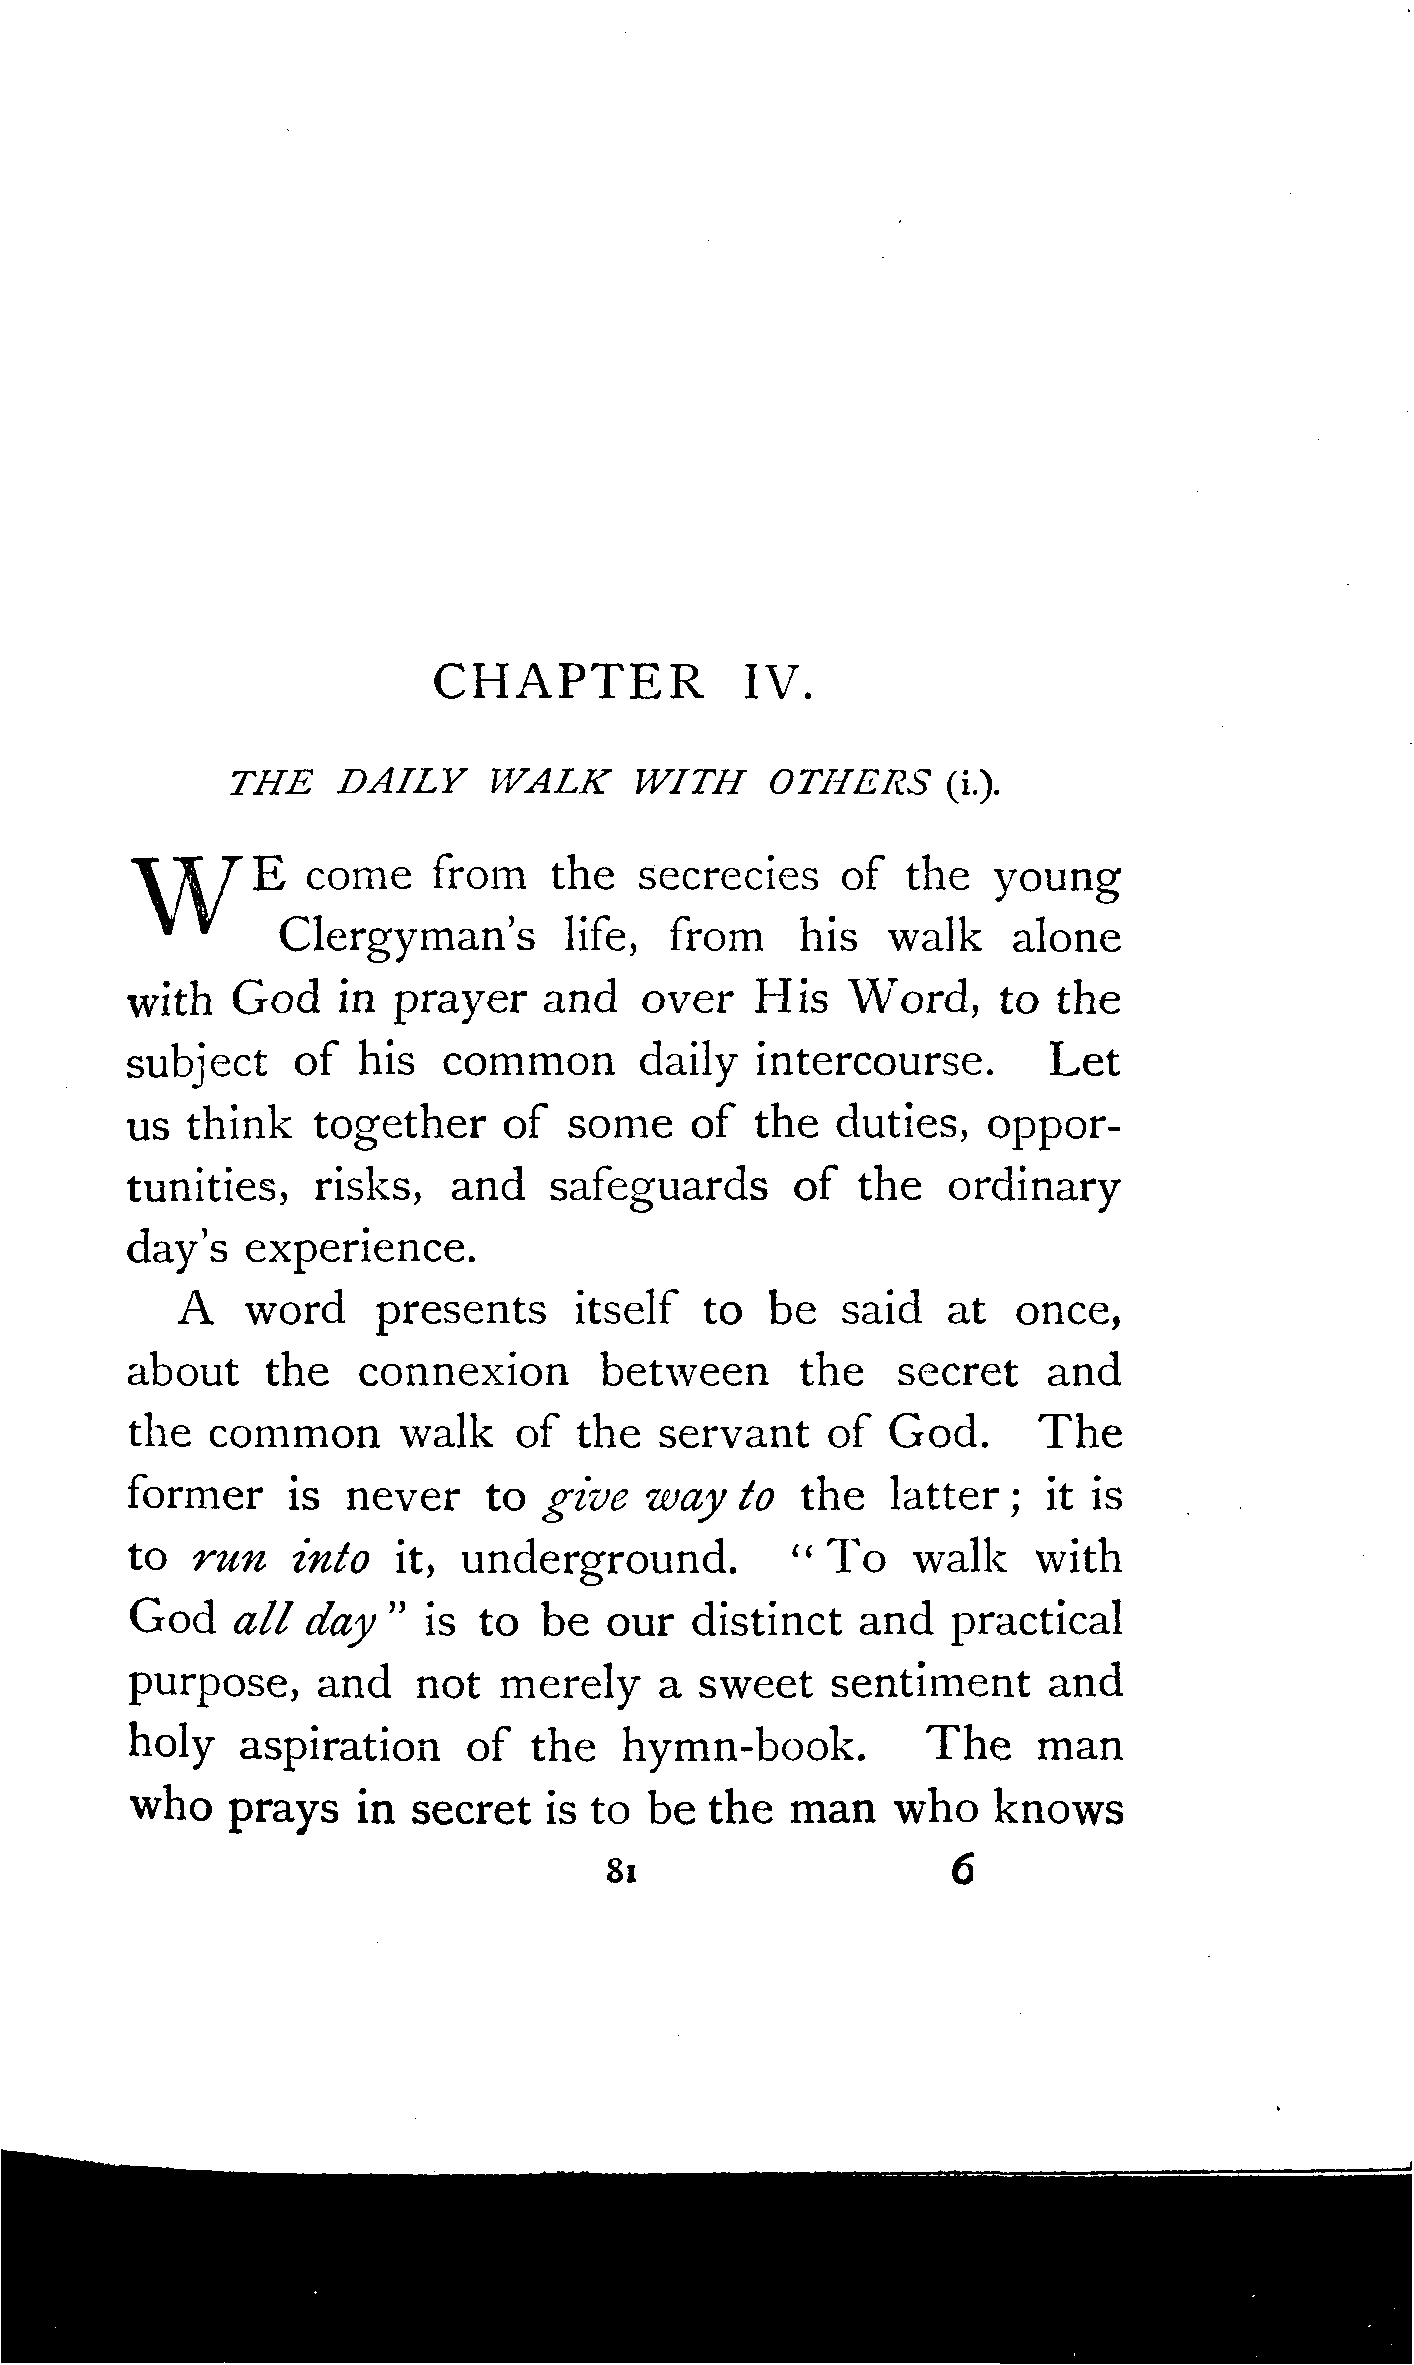 CHAPTER IV.
THE DAILY WALK WITH OTHERS (i.).
WE come from the secrecies of the young
Clergyman's life, from his walk alone
with God in prayer and over His Word, to the
subject of his common daily intercourse. Let
us think together of some of the duties, oppor-
tunities, risks, and safeguards of the ordinary
day's experience.
A word presents itself to be said at once,
about the connexion between the secret and
the common walk of the servant of God. The
former is never to give way to the latter; it is
to run into it, underground. "To walk with
God all day" is to be our distinct and practical
purpose, and not merely a sweet sentiment and
holy aspiration of the hymn-book. The man
who prays in secret is to be the man who knows
81 6